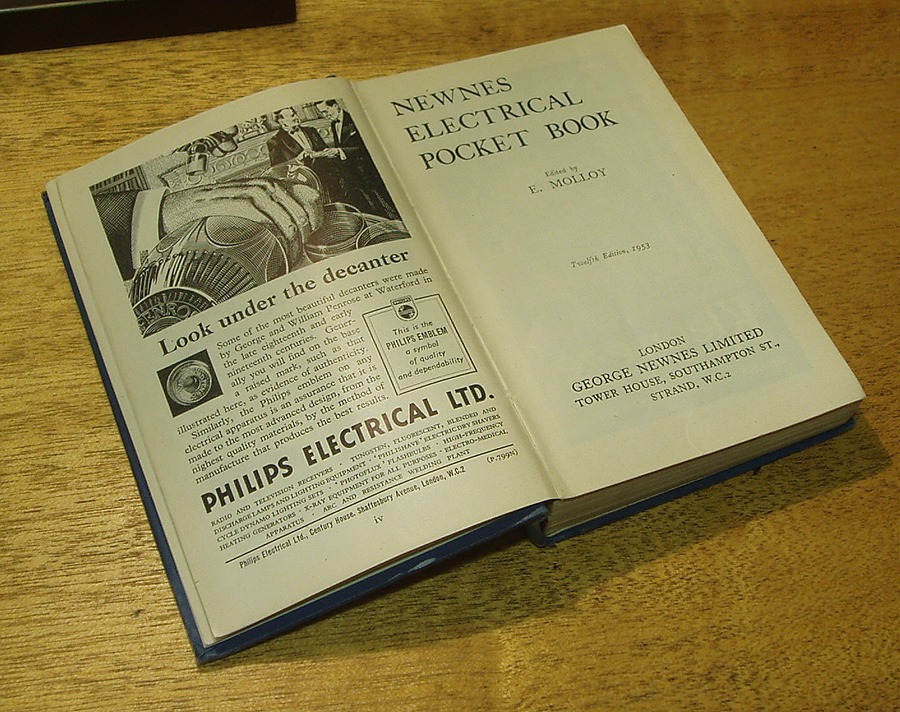 PENROS
Look under the decanter
Some of the most beautiful decanters were made
by George and William Penrose at Waterford in
the late eighteenth and early
nineteenth centuries. Gener-
ally you will find on the base
a raised mark, such as that
illustrated here, as evidence of authenticity.
Similarly, the Philips emblem on any
electrical apparatus is an assurance that it is
made to the most advanced design, from the
highest quality materials, by the method of
manufacture that produces the best results.
PHILIPS
This is the
PHILIPS EMBLEM
a symbol
of quality
and dependability
PHILIPS ELECTRICAL LTD.
RADIO AND TELEVISION RECEIVERS · TUNGSTEN, FLUORESCENT, BLENDED AND
DISCHARGE LAMPS AND LIGHTING EQUIPMENT · 'PHILISHAVE' ELECTRIC DRY SHAVERS
CYCLE DYNAMO LIGHTING SETS · 'PHOTOFLUX' FLASHBULBS · HIGH-FREQUENCY
HEATING GENERATORS · X-RAY EQUIPMENT FOR ALL PURPOSES · ELECTRO-MEDICAL
APPARATUS · ARC AND RESISTANCE WELDING PLANT
(P.799N)
Philips Electrical Ltd., Century House, Shaftesbury Avenue, London, W.C.2
iv
NEWNES
ELECTRICAL
POCKET BOOK
Edited by
E. MOLLOY
Twelfth Edition, 1953
LONDON
GEORGE NEWNES LIMITED
TOWER HOUSE, SOUTHAMPTON ST.,
STRAND, W.C.2